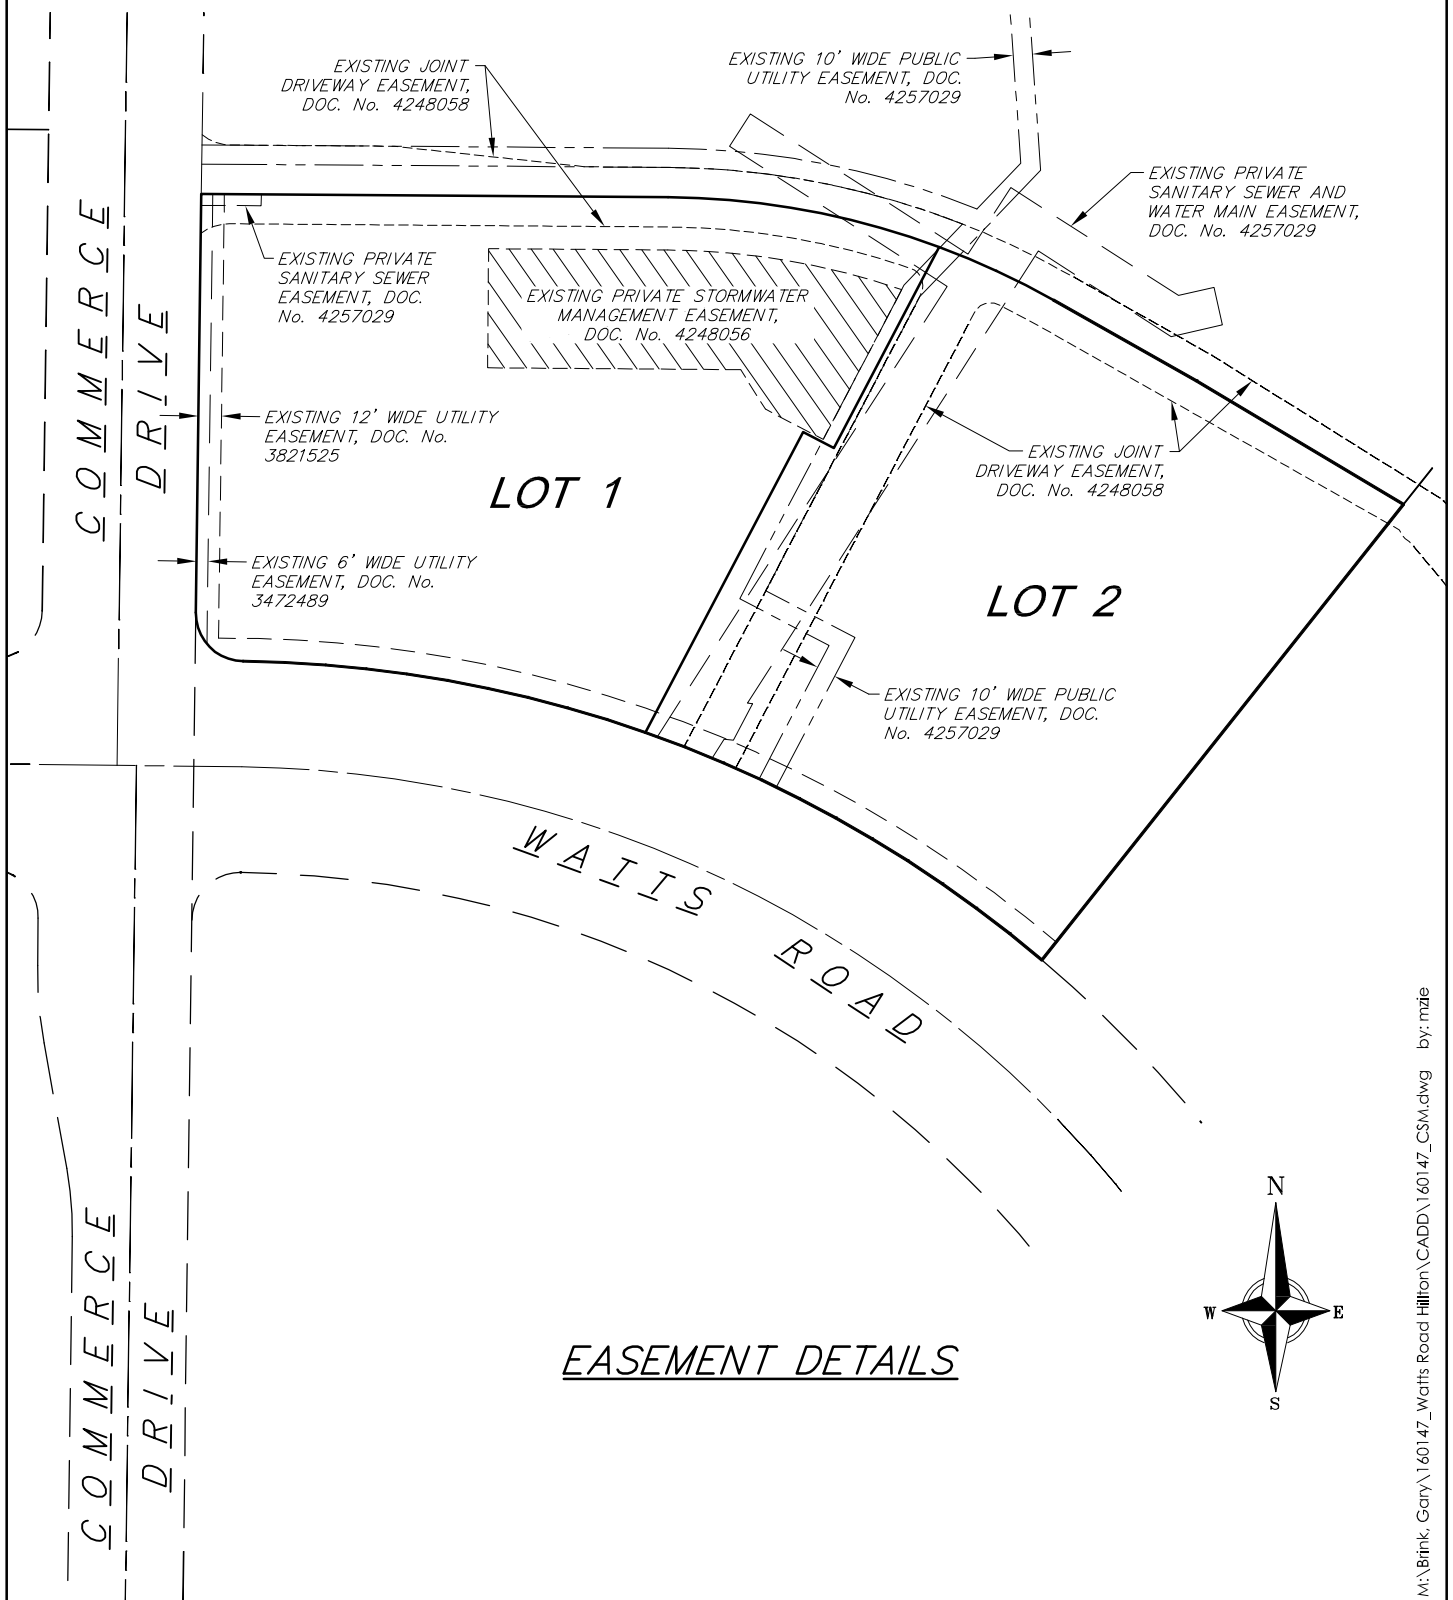 EXISTING JOINT
DRIVEWAY EASEMENT,
DOC. No. 4248058
EXISTING 10' WIDE PUBLIC
UTILITY EASEMENT, DOC.
No. 4257029
EXISTING PRIVATE
SANITARY SEWER AND
WATER MAIN EASEMENT,
DOC. No. 4257029
EXISTING PRIVATE
SANITARY SEWER
EASEMENT, DOC.
No. 4257029
EXISTING PRIVATE STORMWATER
MANAGEMENT EASEMENT,
DOC. No. 4248056
COMMERCE
DRIVE
EXISTING 12' WIDE UTILITY
EASEMENT, DOC. No.
3821525
EXISTING JOINT
DRIVEWAY EASEMENT,
DOC. No. 4248058
LOT 1
EXISTING 6' WIDE UTILITY
EASEMENT, DOC. No.
3472489
LOT 2
EXISTING 10' WIDE PUBLIC
UTILITY EASEMENT, DOC.
No. 4257029
WATTS ROAD
COMMERCE
DRIVE
N
W
E
S
EASEMENT DETAILS
M:\Brink, Gary\160147_Watts Road Hillton\CADD\160147_CSM.dwg by: mzie